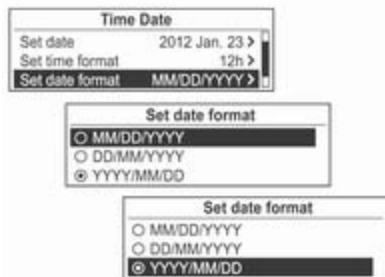 Time Date
Set date 2012 Jan. 23 >
Set time format 12h >
Set date format MM/DD/YYYY >
Set date format
MM/DD/YYYY
DD/MM/YYYY
YYYY/MM/DD
Set date format
MM/DD/YYYY
DD/MM/YYYY
YYYY/MM/DD